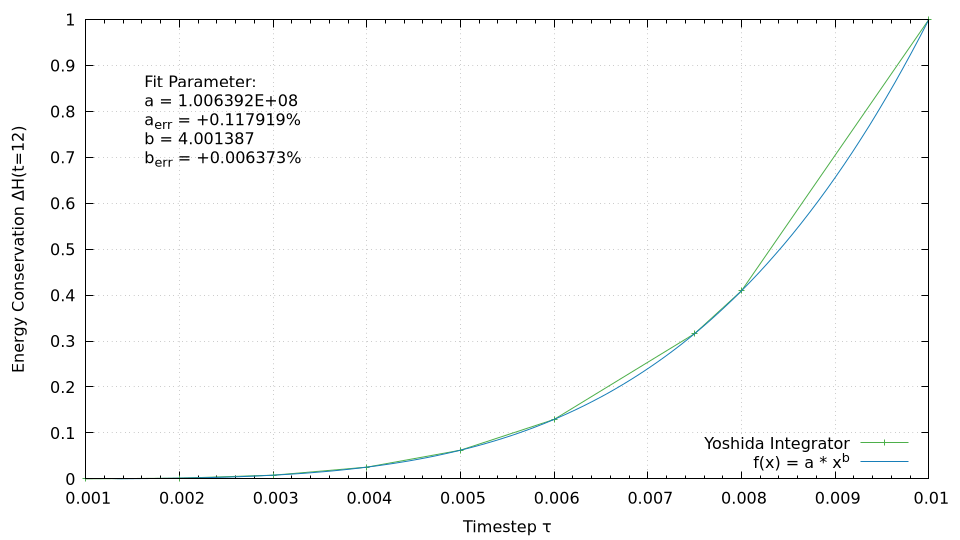 1
0.9
0.8
0.7
0.6
0.5
0.4
0.3
0.2
0.1
0
Energy Conservation ΔH(t=12)
Fit Parameter:
a = 1.006392E+08
aerr = +0.117919%
b = 4.001387
berr = +0.006373%
Yoshida Integrator
f(x) = a * xb
0.001 0.002 0.003 0.004 0.005 0.006 0.007 0.008 0.009 0.01
Timestep τ